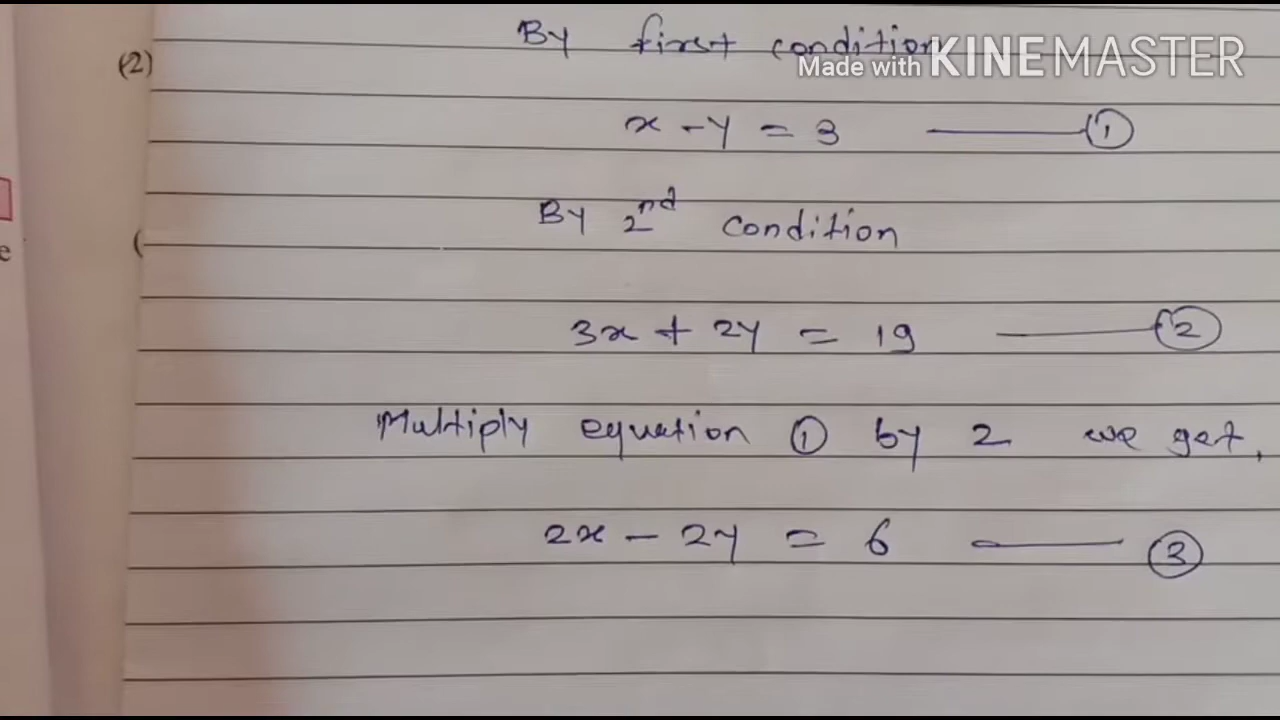 By first condition
Made with KINEMASTER
(2)
x - y = 3 ——— ①
By 2nd condition
(
3x + 2y = 19 ——— ②
Multiply equation ① by 2 we get,
2x - 2y = 6 ——— ③
e